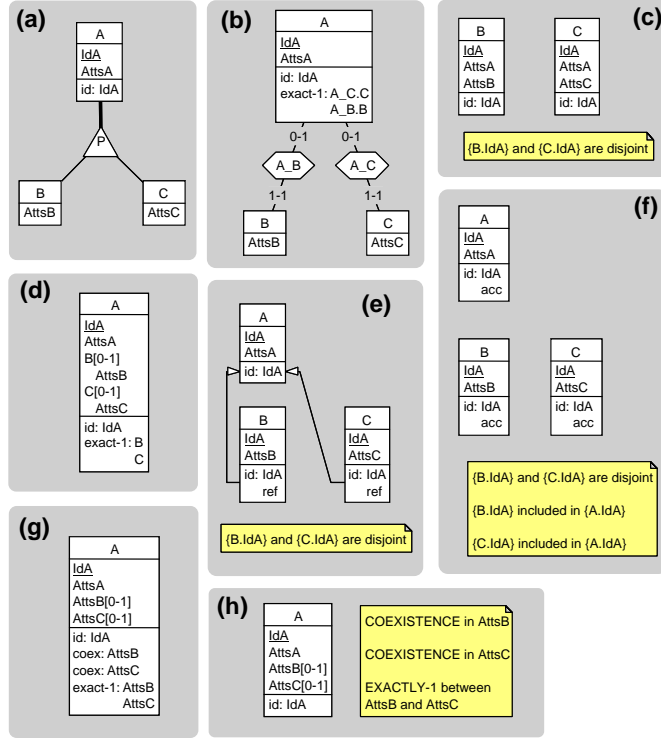 (a)
A
IdA
AttsA
id: IdA
P
B
AttsB
C
AttsC
(b)
A
IdA
AttsA
id: IdA
exact-1: A_C.C
A_B.B
0-1
0-1
A_B
A_C
1-1
1-1
B
AttsB
C
AttsC
(c)
B
IdA
AttsA
AttsB
id: IdA
C
IdA
AttsA
AttsC
id: IdA
{B.IdA} and {C.IdA} are disjoint
(d)
A
IdA
AttsA
B[0-1]
AttsB
C[0-1]
AttsC
id: IdA
exact-1: B
C
(e)
A
IdA
AttsA
id: IdA
B
IdA
AttsB
id: IdA
ref
C
IdA
AttsC
id: IdA
ref
{B.IdA} and {C.IdA} are disjoint
(f)
A
IdA
AttsA
id: IdA
acc
B
IdA
AttsB
id: IdA
acc
C
IdA
AttsC
id: IdA
acc
{B.IdA} and {C.IdA} are disjoint
{B.IdA} included in {A.IdA}
{C.IdA} included in {A.IdA}
(g)
A
IdA
AttsA
AttsB[0-1]
AttsC[0-1]
id: IdA
coex: AttsB
coex: AttsC
exact-1: AttsB
AttsC
(h)
A
IdA
AttsA
AttsB[0-1]
AttsC[0-1]
id: IdA
COEXISTENCE in AttsB
COEXISTENCE in AttsC
EXACTLY-1 between
AttsB and AttsC